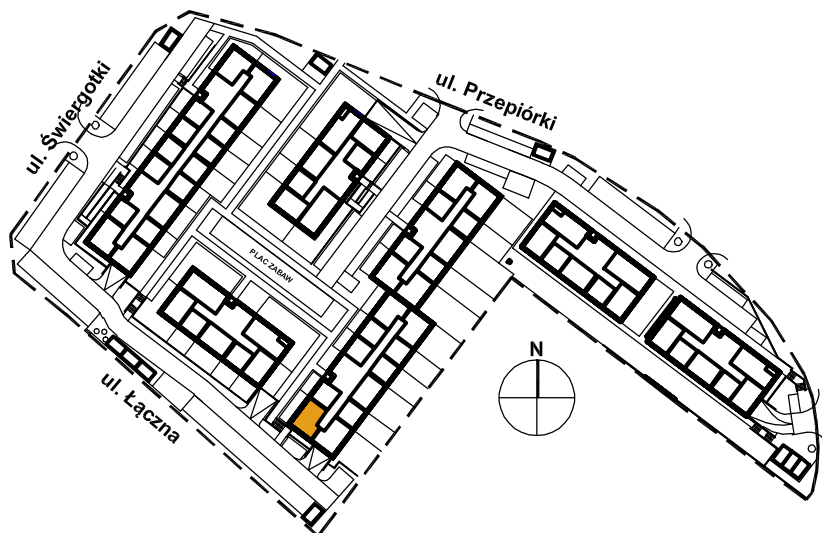 ul. Przepiórki
ul. Świergotki
PLAC ZABAW
N
ul. Łączna